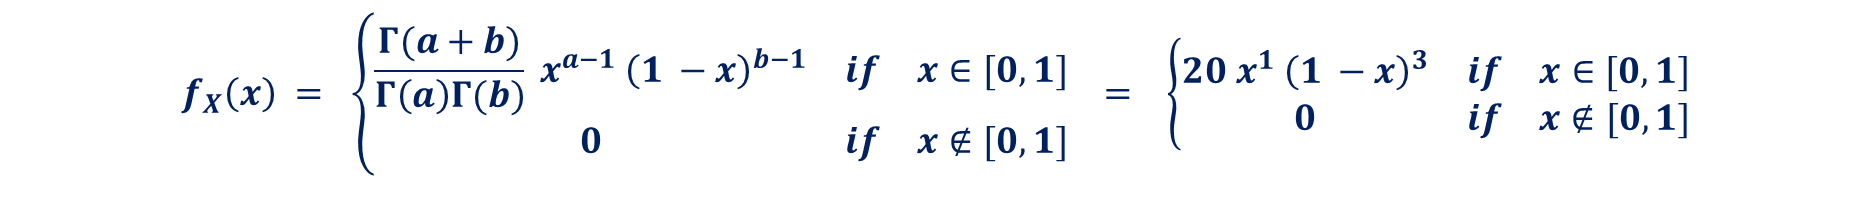 f_X(x) = { Γ(a + b) / Γ(a)Γ(b) x^{a−1} (1 − x)^{b−1} if x ∈ [0, 1] = { 20 x^1 (1 − x)^3 if x ∈ [0, 1]
0 if x ∉ [0, 1] 0 if x ∉ [0, 1]